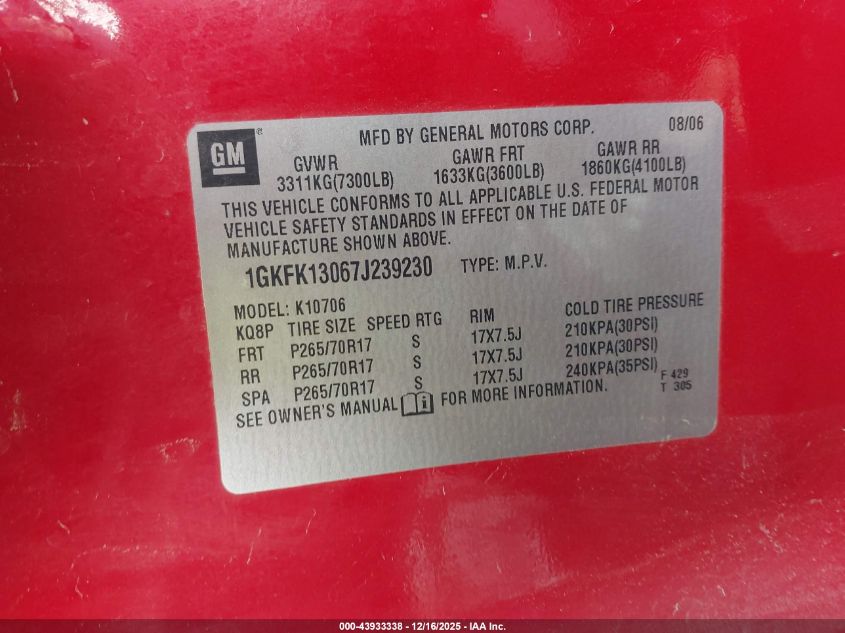 GM
®
MFD BY GENERAL MOTORS CORP. 08/06
GVWR GAWR FRT GAWR RR
3311KG(7300LB) 1633KG(3600LB) 1860KG(4100LB)
THIS VEHICLE CONFORMS TO ALL APPLICABLE U.S. FEDERAL MOTOR
VEHICLE SAFETY STANDARDS IN EFFECT ON THE DATE OF
MANUFACTURE SHOWN ABOVE.
1GKFK13067J239230 TYPE: M.P.V.
MODEL: K10706
KQ8P TIRE SIZE SPEED RTG RIM COLD TIRE PRESSURE
FRT P265/70R17 S 17X7.5J 210KPA(30PSI)
RR P265/70R17 S 17X7.5J 210KPA(30PSI)
SPA P265/70R17 S 17X7.5J 240KPA(35PSI)
SEE OWNER'S MANUAL i FOR MORE INFORMATION.
F 429
T 305
000-43933338 - 12/16/2025 - IAA Inc.